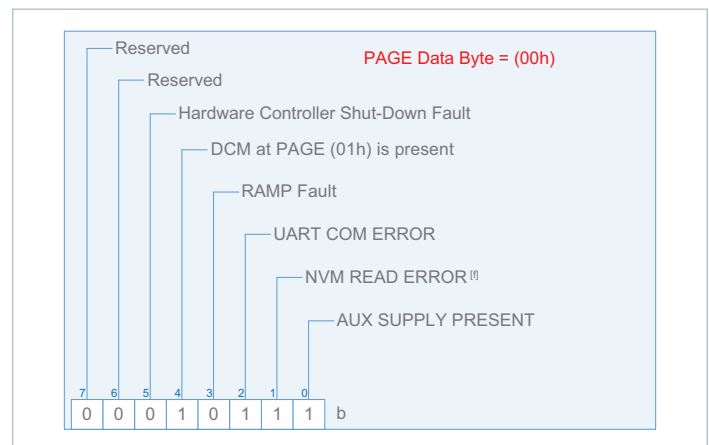 Reserved
PAGE Data Byte = (00h)
Reserved
Hardware Controller Shut-Down Fault
DCM at PAGE (01h) is present
RAMP Fault
UART COM ERROR
NVM READ ERROR [f]
AUX SUPPLY PRESENT
7 6 5 4 3 2 1 0
0 0 0 1 0 1 1 1 b